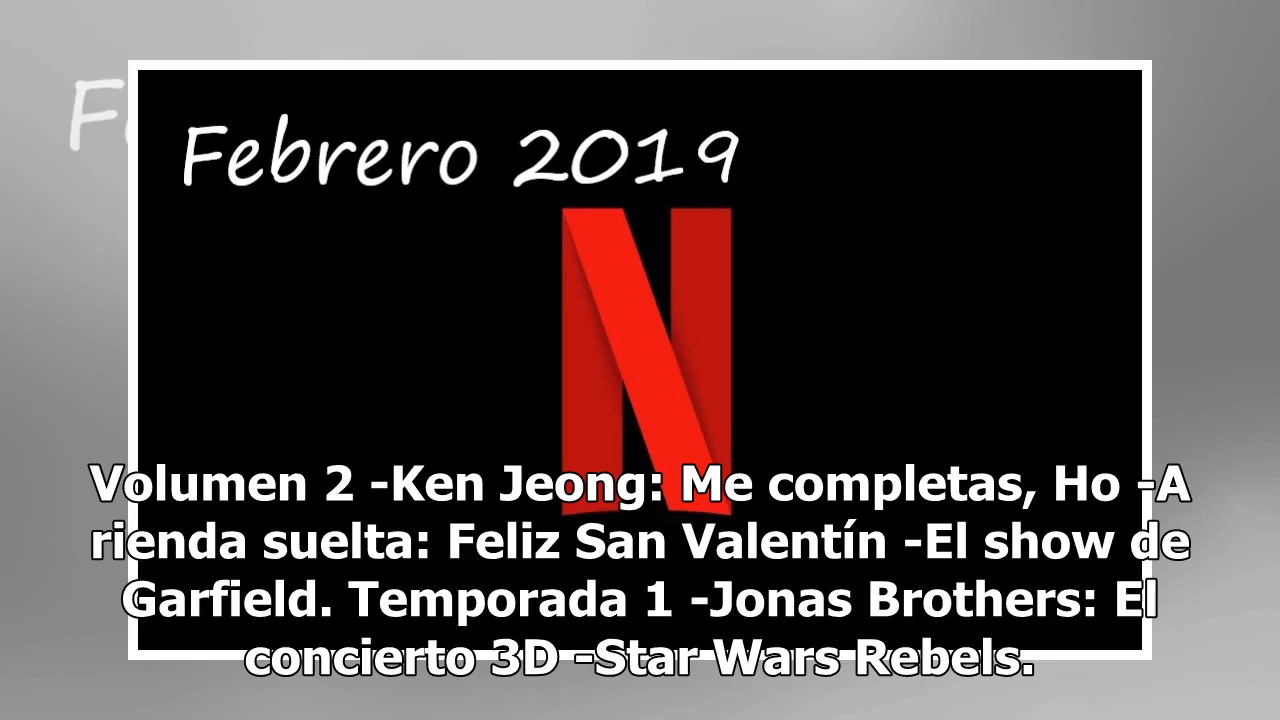 Febrero 2019
Volumen 2 -Ken Jeong: Me completas, Ho -A
rienda suelta: Feliz San Valentín -El show de
Garfield. Temporada 1 -Jonas Brothers: El
concierto 3D -Star Wars Rebels.